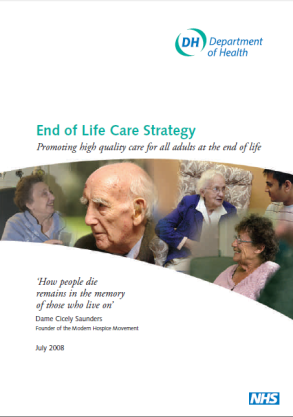 DH Department
of Health
End of Life Care Strategy
Promoting high quality care for all adults at the end of life
‘How people die
remains in the memory
of those who live on’
Dame Cicely Saunders
Founder of the Modern Hospice Movement
July 2008
NHS